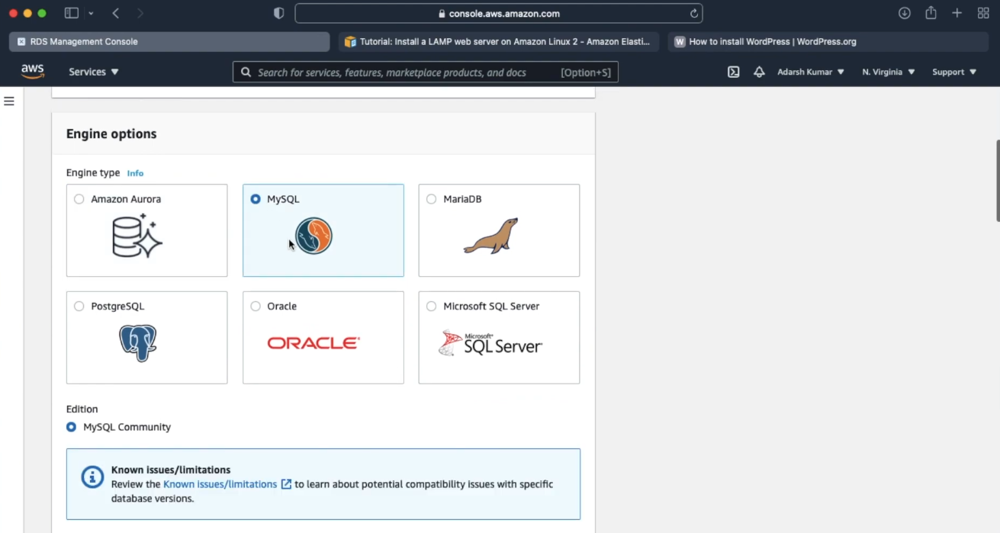 console.aws.amazon.com
RDS Management Console
Tutorial: Install a LAMP web server on Amazon Linux 2 - Amazon Elasti...
W How to install WordPress | WordPress.org
aws
Services
Search for services, features, marketplace products, and docs [Option+S]
Adarsh Kumar
N. Virginia
Support
Engine options
Engine type Info
Amazon Aurora
MySQL
MariaDB
PostgreSQL
Oracle
ORACLE
Microsoft SQL Server
Microsoft
SQL Server
Edition
MySQL Community
Known issues/limitations
Review the Known issues/limitations to learn about potential compatibility issues with specific
database versions.